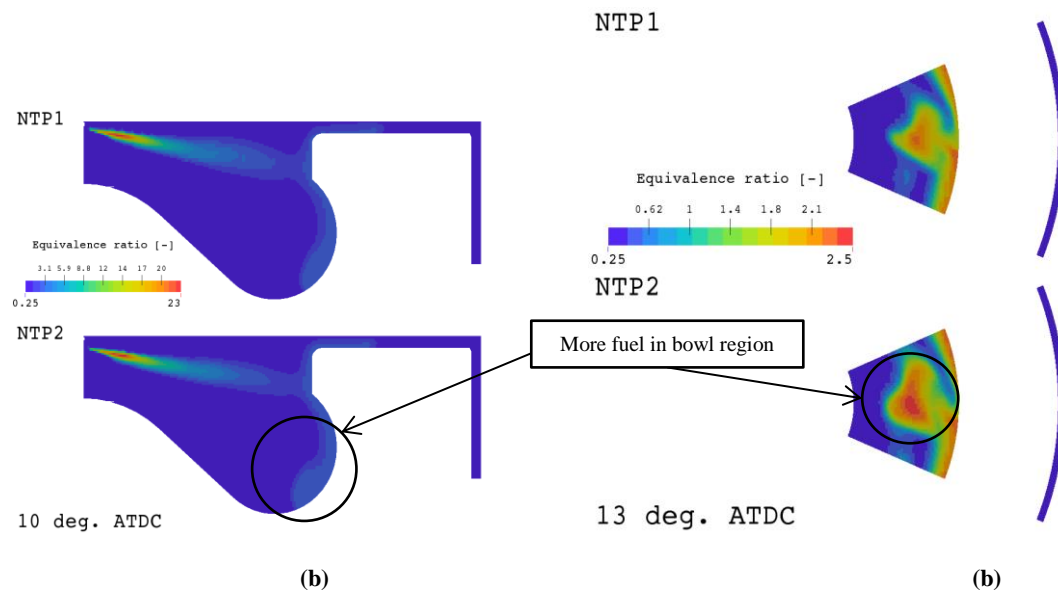 NTP1
Equivalence ratio [-]
3.1 5.9 8.8 12 14 17 20
0.25 23
NTP2
10 deg. ATDC
(b)
NTP1
Equivalence ratio [-]
0.62 1 1.4 1.8 2.1
0.25 2.5
NTP2
More fuel in bowl region
13 deg. ATDC
(b)